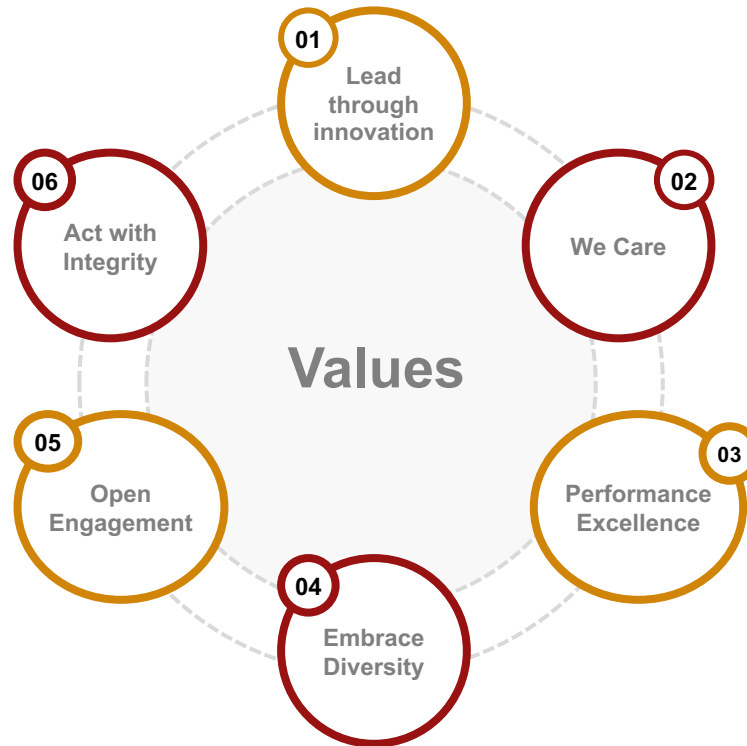 01
Lead
through
innovation
02
We Care
03
Performance
Excellence
04
Embrace
Diversity
05
Open
Engagement
06
Act with
Integrity
Values